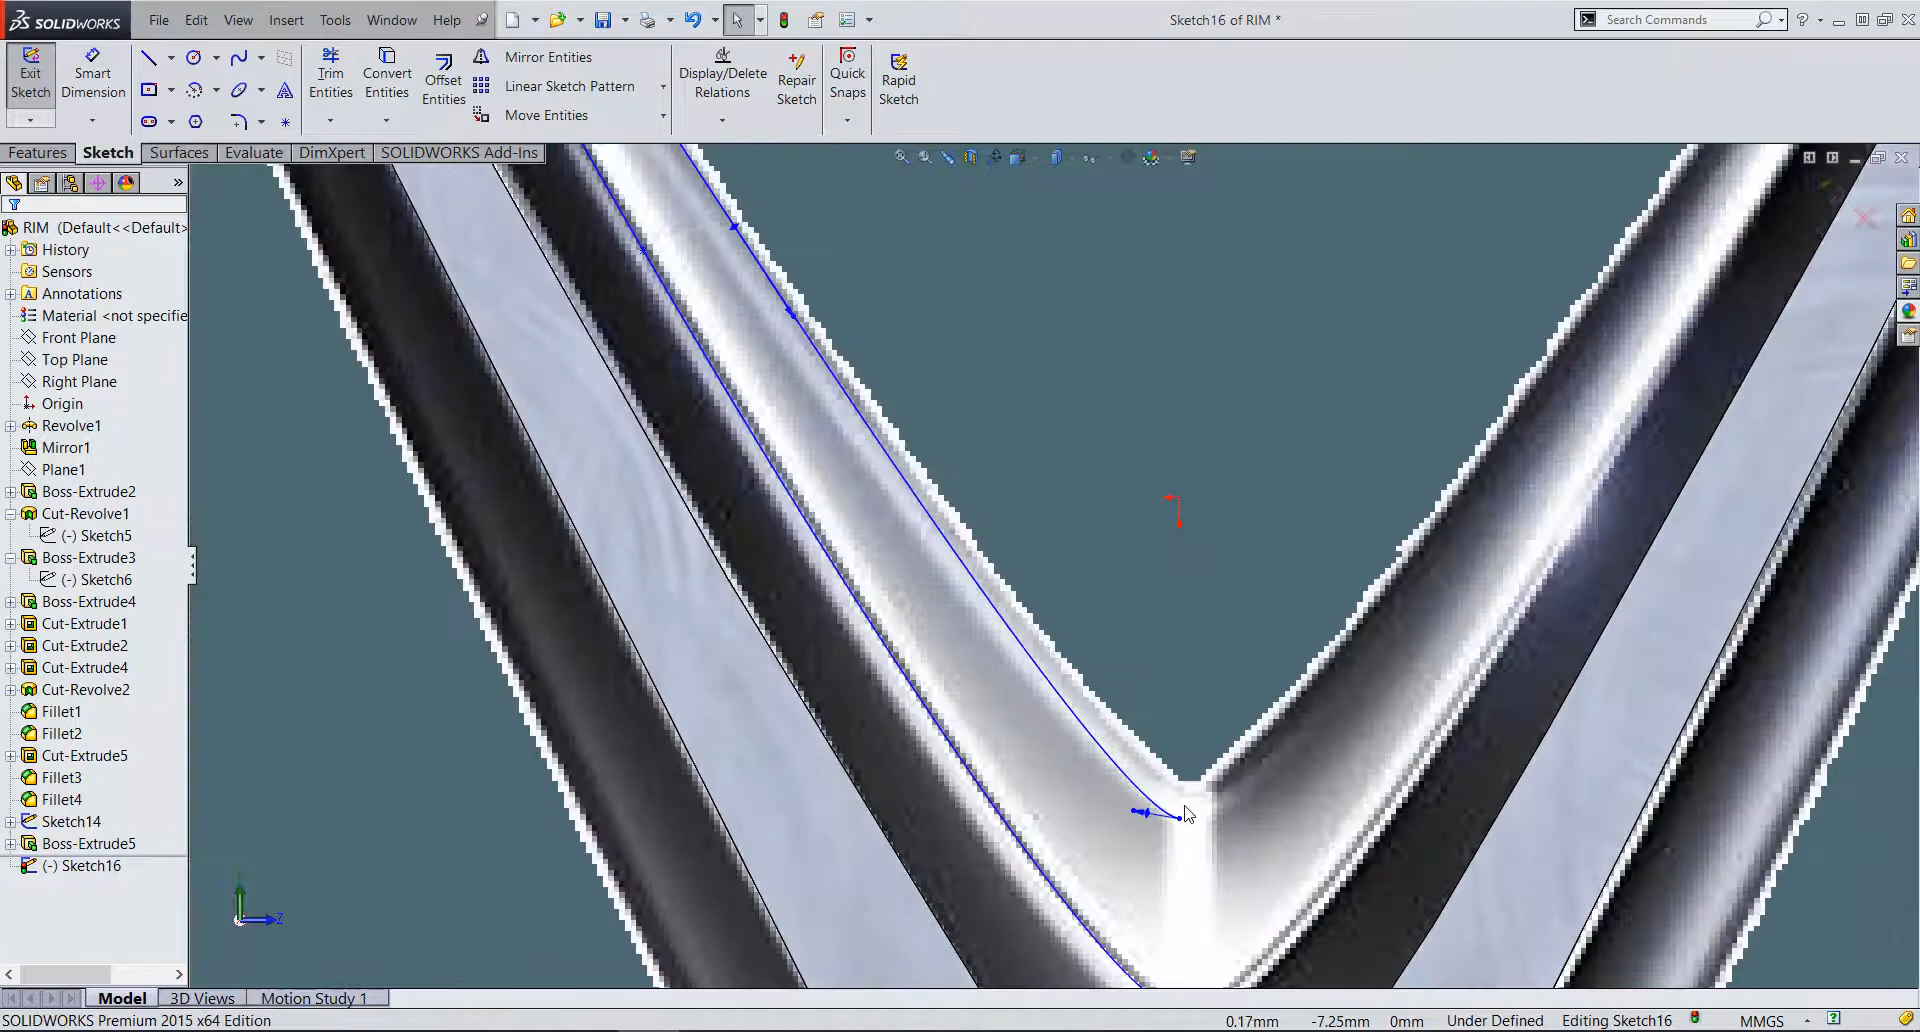 SOLIDWORKS File Edit View Insert Tools Window Help Sketch16 of RIM * Search Commands
Exit Sketch
Smart Dimension
Trim Entities
Convert Entities
Offset Entities
Mirror Entities
Linear Sketch Pattern
Move Entities
Display/Delete Relations
Repair Sketch
Quick Snaps
Rapid Sketch
Features Sketch Surfaces Evaluate DimXpert SOLIDWORKS Add-Ins
RIM (Default<<Default>
History
Sensors
Annotations
Material <not specifie
Front Plane
Top Plane
Right Plane
Origin
Revolve1
Mirror1
Plane1
Boss-Extrude2
Cut-Revolve1
(-) Sketch5
Boss-Extrude3
(-) Sketch6
Boss-Extrude4
Cut-Extrude1
Cut-Extrude2
Cut-Extrude4
Cut-Revolve2
Fillet1
Fillet2
Cut-Extrude5
Fillet3
Fillet4
Sketch14
Boss-Extrude5
(-) Sketch16
Z
Model 3D Views Motion Study 1
SOLIDWORKS Premium 2015 x64 Edition 0.17mm -7.25mm 0mm Under Defined Editing Sketch16 MMGS